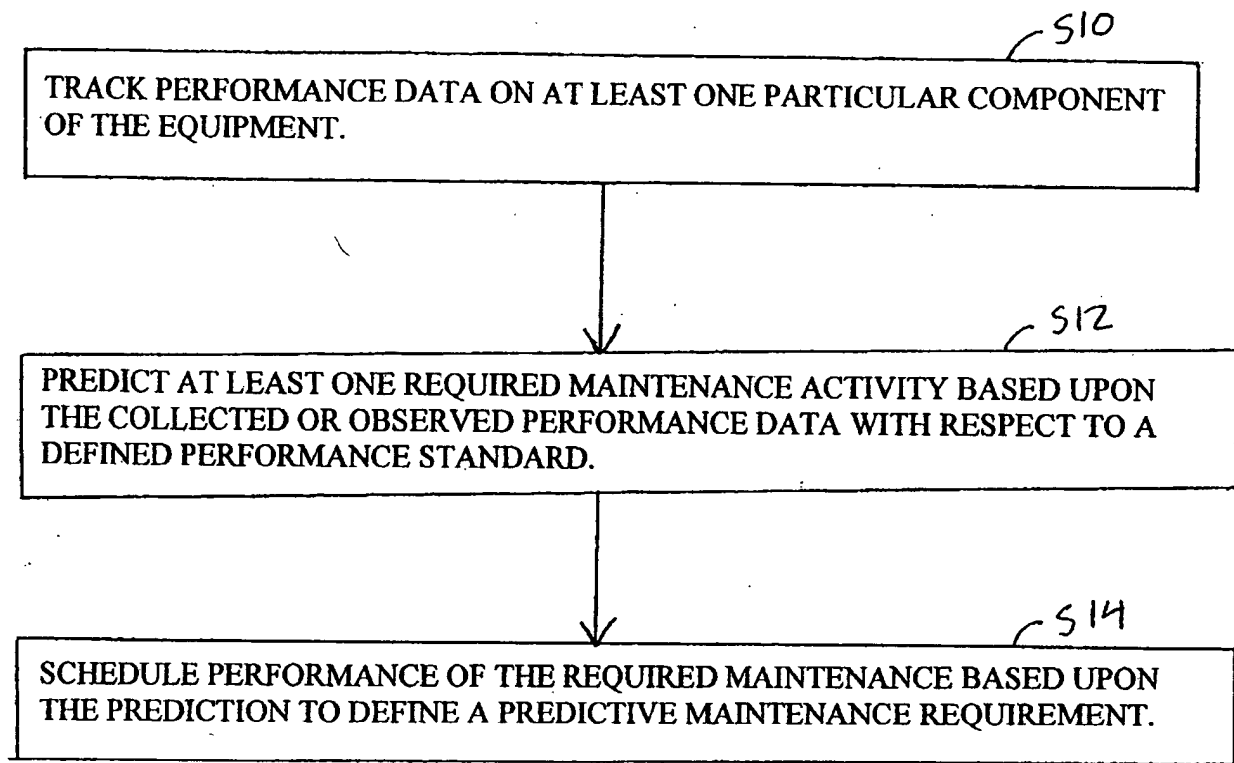 S10
TRACK PERFORMANCE DATA ON AT LEAST ONE PARTICULAR COMPONENT
OF THE EQUIPMENT.
S12
PREDICT AT LEAST ONE REQUIRED MAINTENANCE ACTIVITY BASED UPON
THE COLLECTED OR OBSERVED PERFORMANCE DATA WITH RESPECT TO A
DEFINED PERFORMANCE STANDARD.
S14
SCHEDULE PERFORMANCE OF THE REQUIRED MAINTENANCE BASED UPON
THE PREDICTION TO DEFINE A PREDICTIVE MAINTENANCE REQUIREMENT.